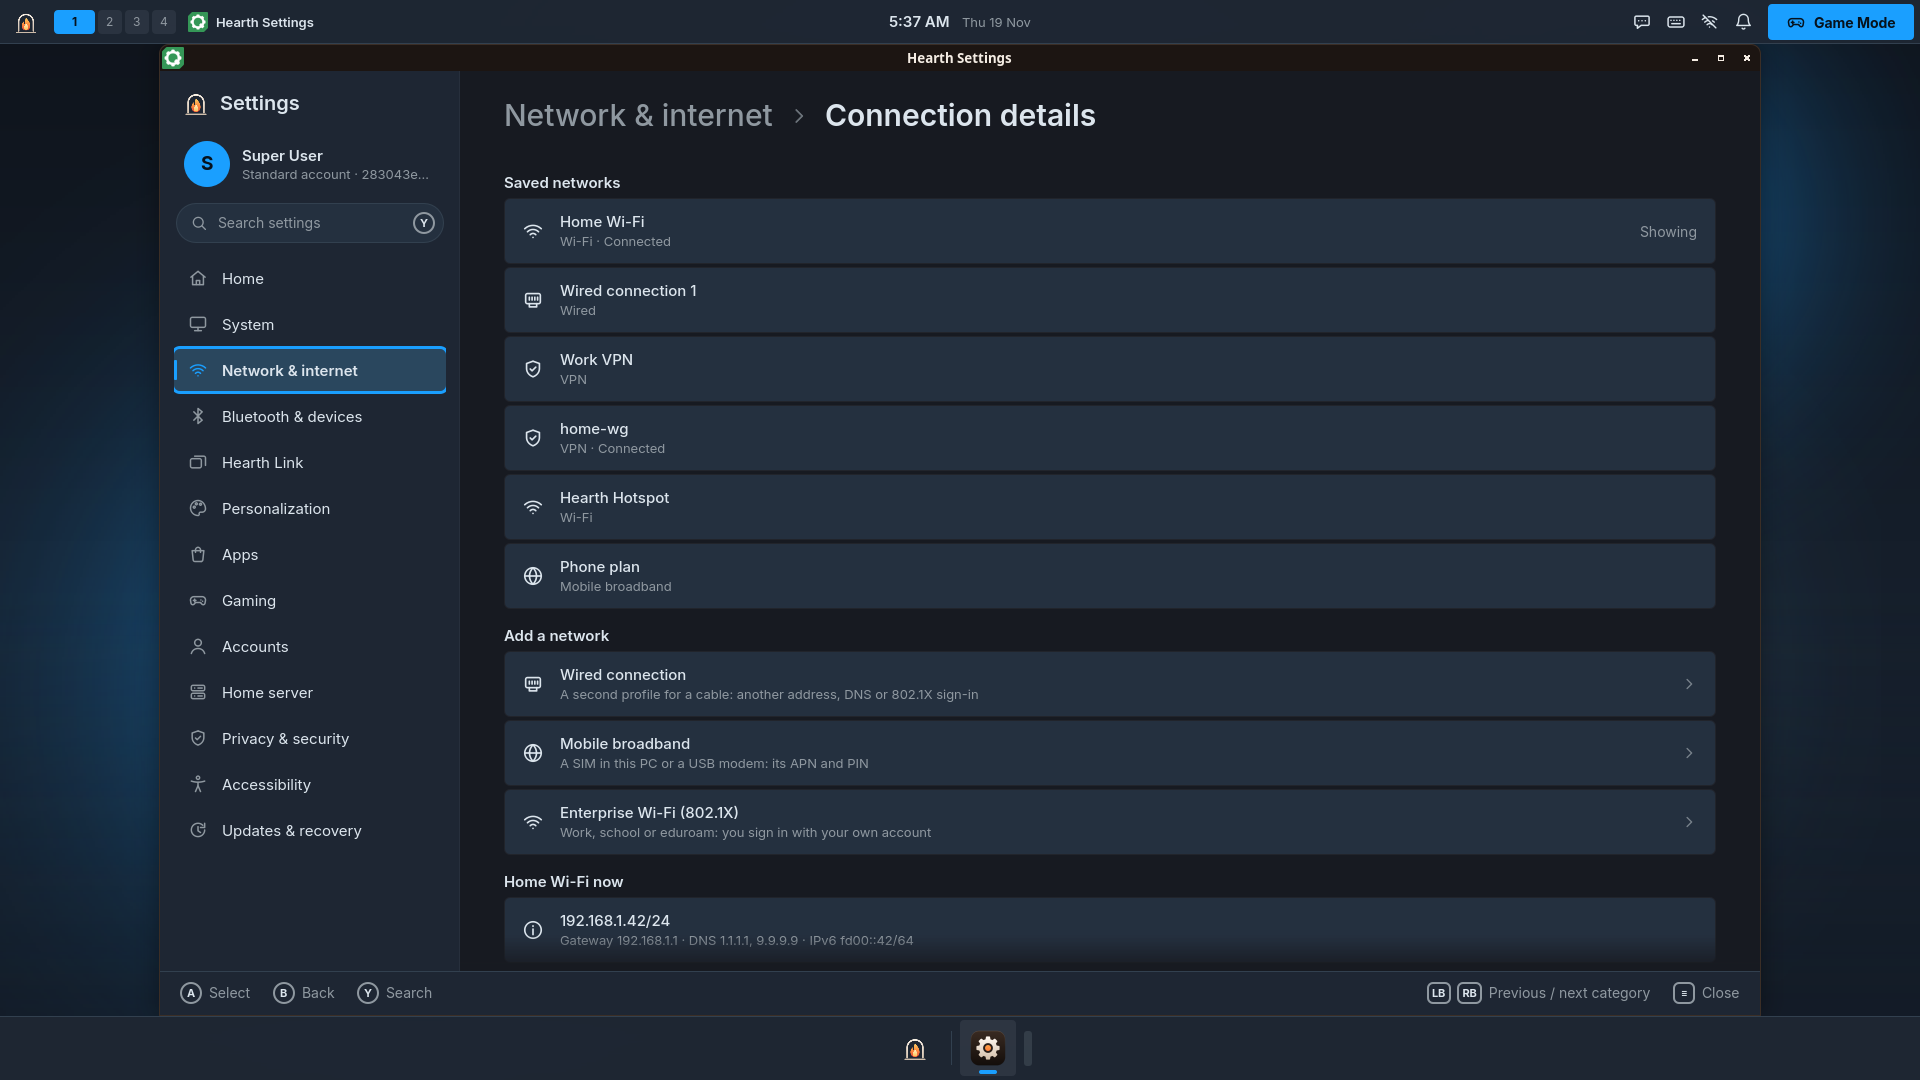 1
2
3
4
Hearth Settings
5:37 AM
Thu 19 Nov
Game Mode
Hearth Settings
Settings
S
Super User
Standard account · 283043e...
Search settings
Y
Home
System
Network & internet
Bluetooth & devices
Hearth Link
Personalization
Apps
Gaming
Accounts
Home server
Privacy & security
Accessibility
Updates & recovery
Network & internet
Connection details
Saved networks
Home Wi-Fi
Wi-Fi · Connected
Showing
Wired connection 1
Wired
Work VPN
VPN
home-wg
VPN · Connected
Hearth Hotspot
Wi-Fi
Phone plan
Mobile broadband
Add a network
Wired connection
A second profile for a cable: another address, DNS or 802.1X sign-in
Mobile broadband
A SIM in this PC or a USB modem: its APN and PIN
Enterprise Wi-Fi (802.1X)
Work, school or eduroam: you sign in with your own account
Home Wi-Fi now
192.168.1.42/24
Gateway 192.168.1.1 · DNS 1.1.1.1, 9.9.9.9 · IPv6 fd00::42/64
A Select
B Back
Y Search
LB RB Previous / next category
Close